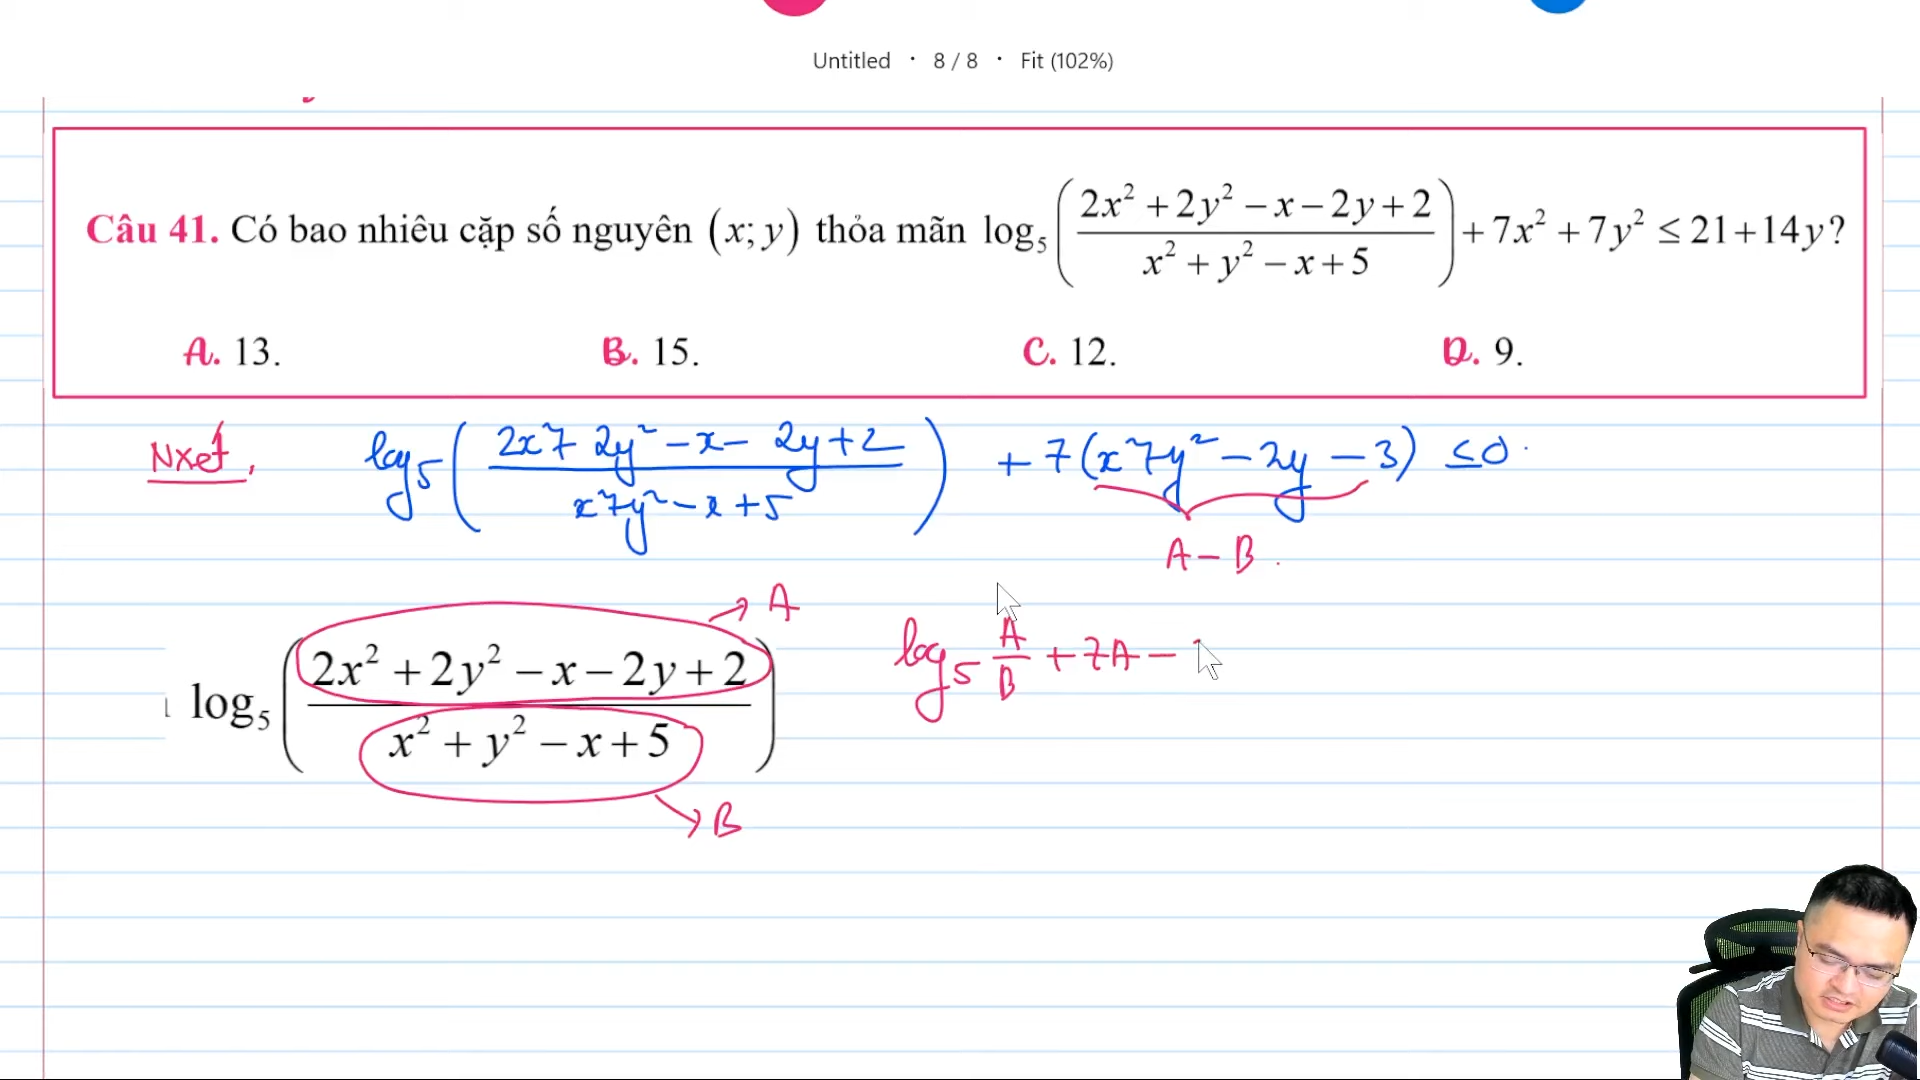 Untitled · 8 / 8 · Fit (102%)
Câu 41. Có bao nhiêu cặp số nguyên (x; y) thỏa mãn log₅((2x² + 2y² − x − 2y + 2)/(x² + y² − x + 5)) + 7x² + 7y² ≤ 21 + 14y?
A. 13. B. 15. C. 12. D. 9.
Nxet, log₅((2x² + 2y² − x − 2y + 2)/(x² + y² − x + 5)) + 7(x² + y² − 2y − 3) ≤ 0.
A − B.
→ A
log₅((2x² + 2y² − x − 2y + 2)/(x² + y² − x + 5)) log₅ A/B + 7A −
→ B